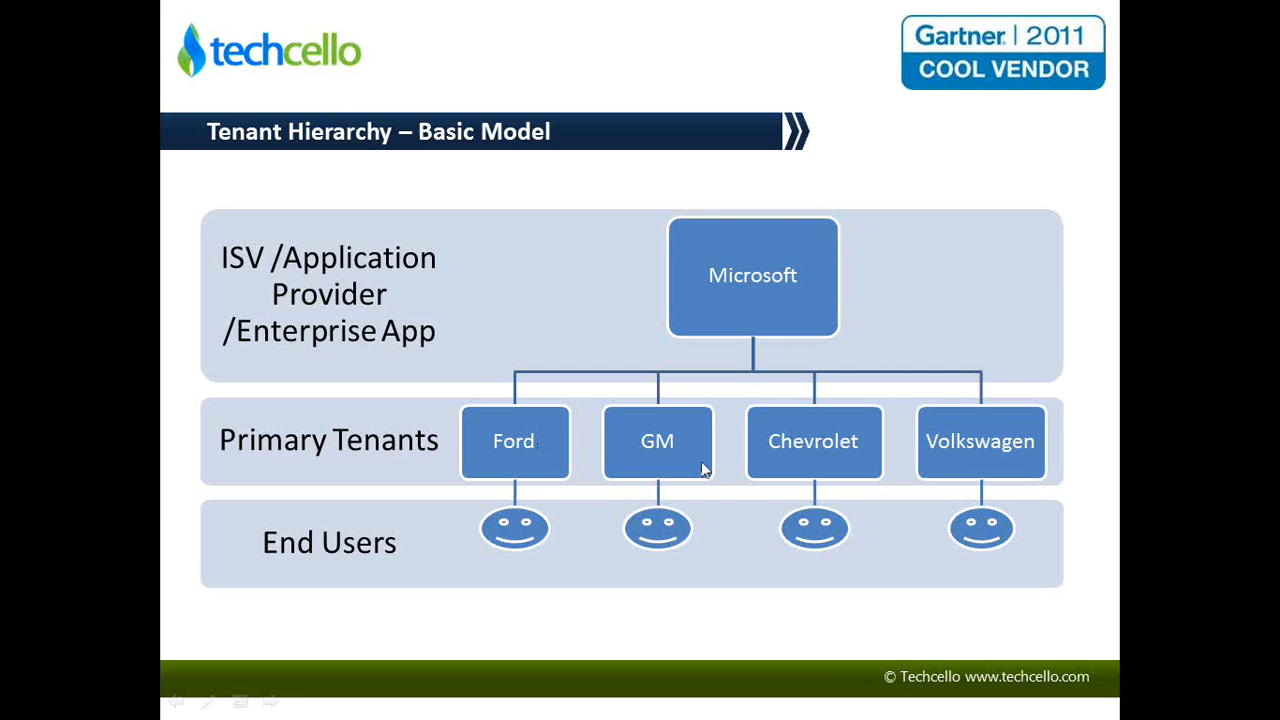 techcello
Gartner. | 2011
COOL VENDOR
Tenant Hierarchy – Basic Model
ISV /Application
Provider
/Enterprise App
Microsoft
Primary Tenants
Ford
GM
Chevrolet
Volkswagen
End Users
© Techcello www.techcello.com